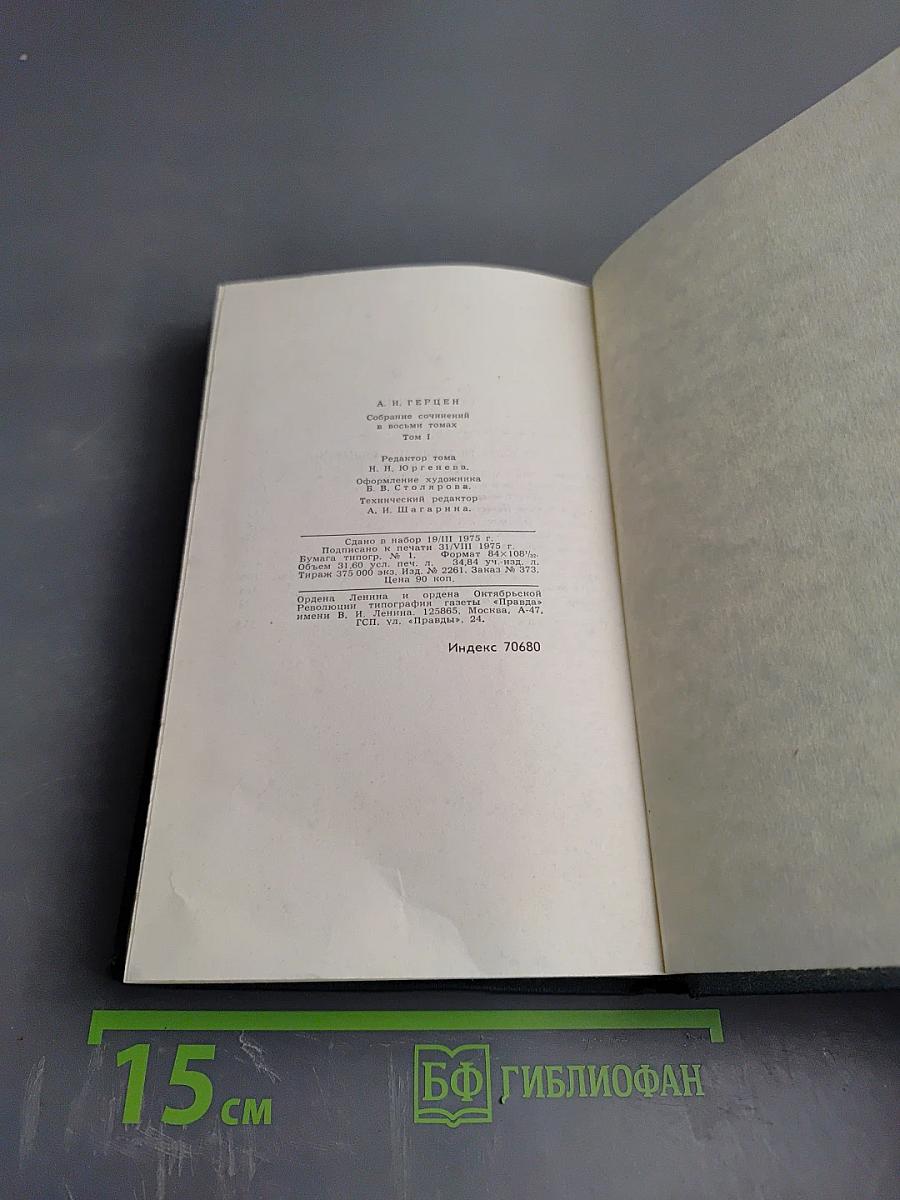 А. И. ГЕРЦЕН
Собрание сочинений
в восьми томах
Том I
Редактор тома
Н. Н. Юргенева.
Оформление художника
Б. В. Столярова.
Технический редактор
А. И. Шагарина.
Сдано в набор 19/III 1975 г.
Подписано к печати 31/VIII 1975 г.
Бумага типогр. № 1. Формат 84×108¹/₃₂.
Объем 31,60 усл. печ. л. 34,84 уч.-изд. л.
Тираж 375 000 экз. Изд. № 2261. Заказ № 373.
Цена 90 коп.
Ордена Ленина и ордена Октябрьской
Революции типография газеты «Правда»
имени В. И. Ленина. 125865, Москва, А-47,
ГСП, ул. «Правды», 24.
Индекс 70680
15 см
БФ ГИБЛИОФАН